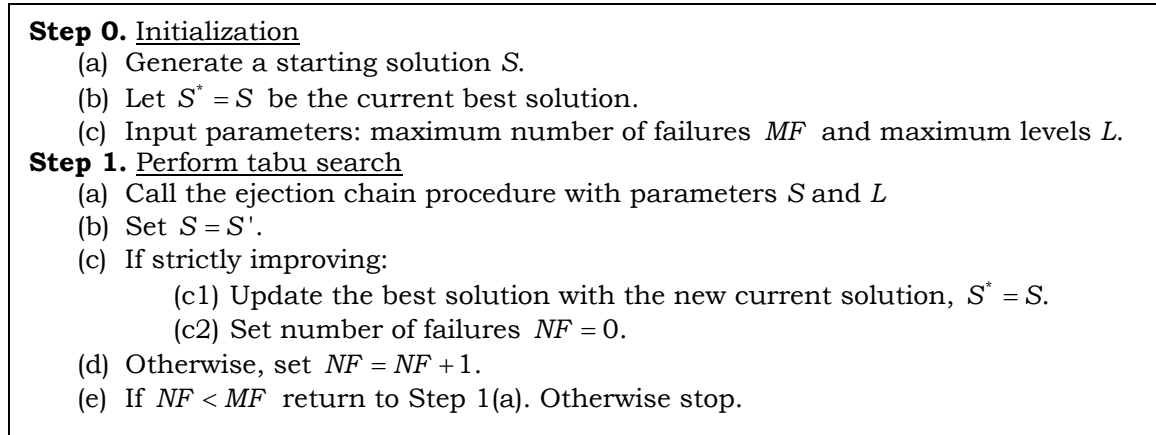 Step 0. Initialization
(a) Generate a starting solution S.
(b) Let S* = S be the current best solution.
(c) Input parameters: maximum number of failures MF and maximum levels L.
Step 1. Perform tabu search
(a) Call the ejection chain procedure with parameters S and L
(b) Set S = S'.
(c) If strictly improving:
(c1) Update the best solution with the new current solution, S* = S.
(c2) Set number of failures NF = 0.
(d) Otherwise, set NF = NF + 1.
(e) If NF < MF return to Step 1(a). Otherwise stop.